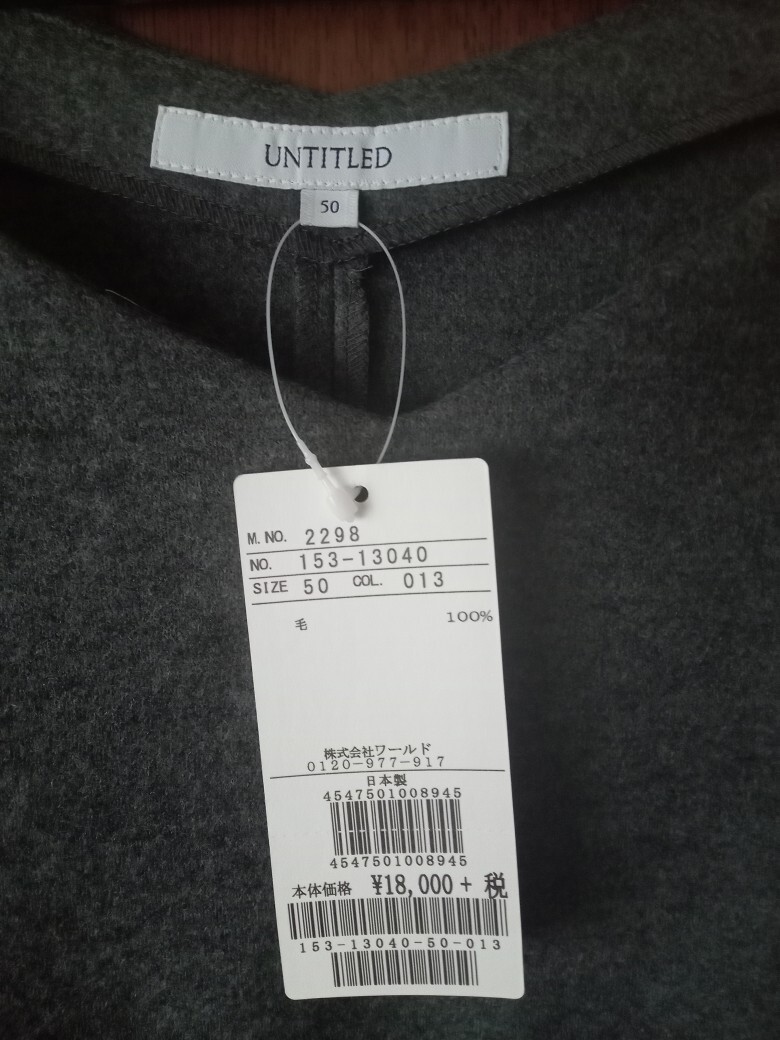 UNTITLED
50
M. NO. 2298
NO. 153-13040
SIZE 50 COL. 013
毛 100%
株式会社ワールド
0120-977-917
日本製
4547501008945
4547501008945
本体価格 ¥18,000+税
153-13040-50-013